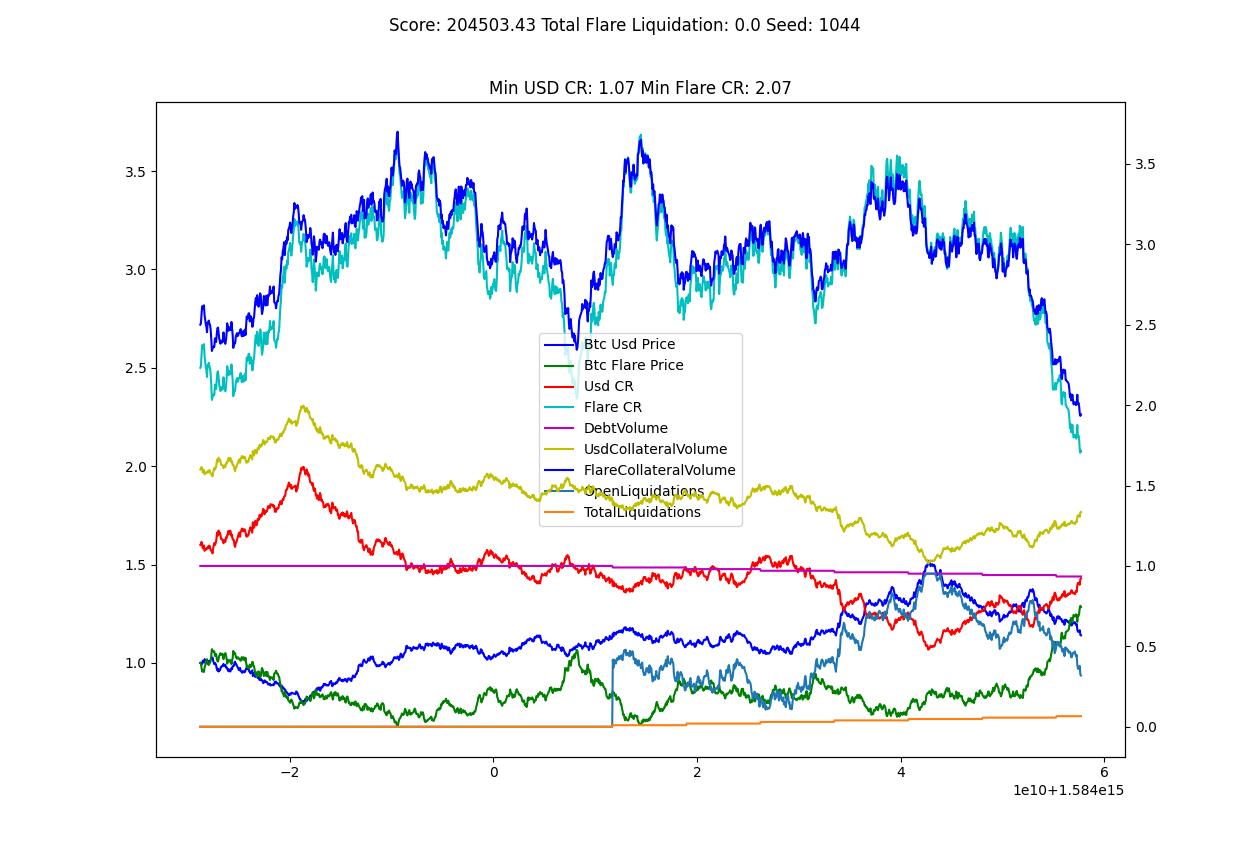 Score: 204503.43 Total Flare Liquidation: 0.0 Seed: 1044
Min USD CR: 1.07 Min Flare CR: 2.07
3.5
3.0
2.5
2.0
1.5
1.0
3.5
3.0
2.5
2.0
1.5
1.0
0.5
0.0
Btc Usd Price
Btc Flare Price
Usd CR
Flare CR
DebtVolume
UsdCollateralVolume
FlareCollateralVolume
OpenLiquidations
TotalLiquidations
−2 0 2 4 6
1e10+1.584e15